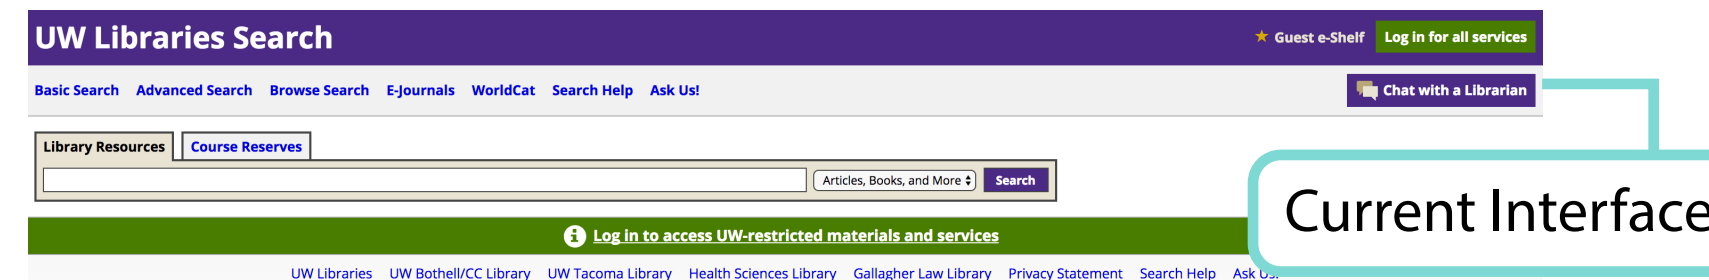 UW Libraries Search
★ Guest e-Shelf Log in for all services
Basic Search Advanced Search Browse Search E-Journals WorldCat Search Help Ask Us!
Chat with a Librarian
Library Resources Course Reserves
Articles, Books, and More Search
Current Interface
Log in to access UW-restricted materials and services
UW Libraries UW Bothell/CC Library UW Tacoma Library Health Sciences Library Gallagher Law Library Privacy Statement Search Help Ask Us!